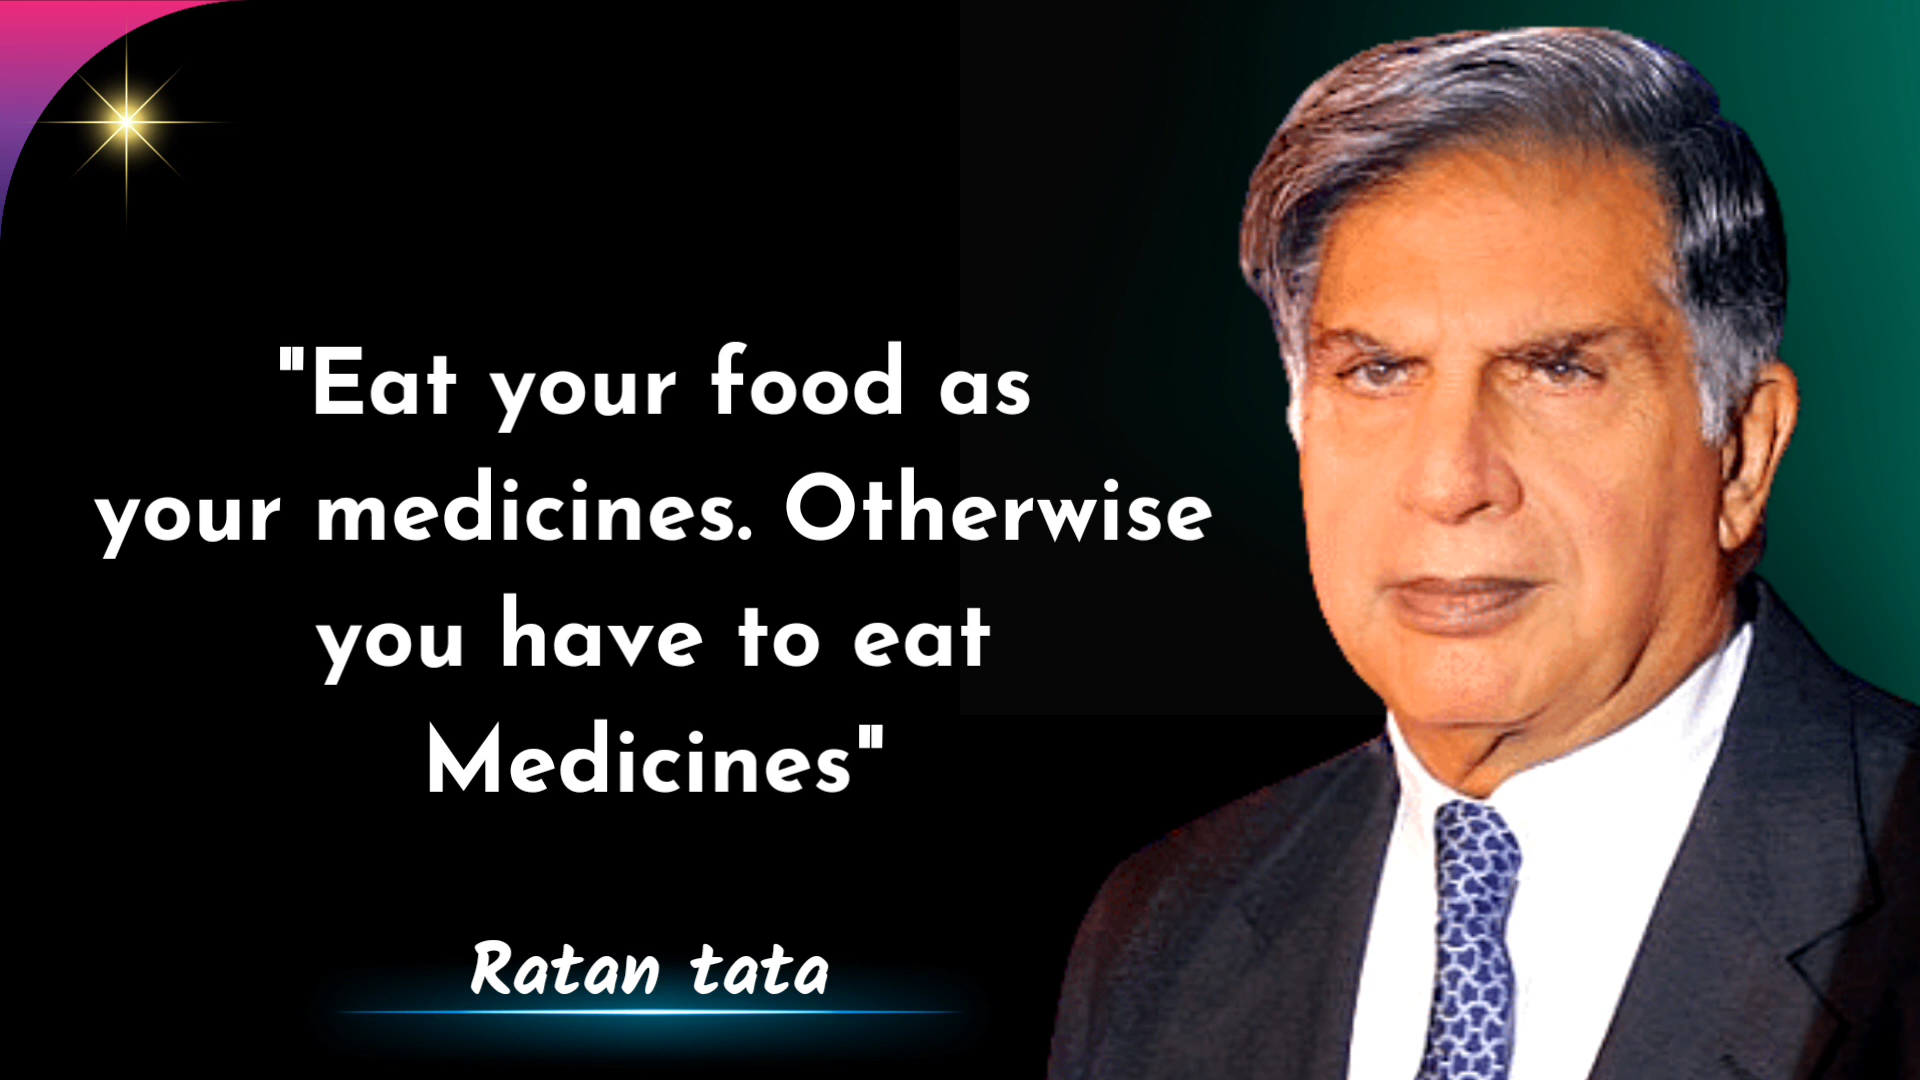 "Eat your food as
your medicines. Otherwise
you have to eat
Medicines"
Ratan tata